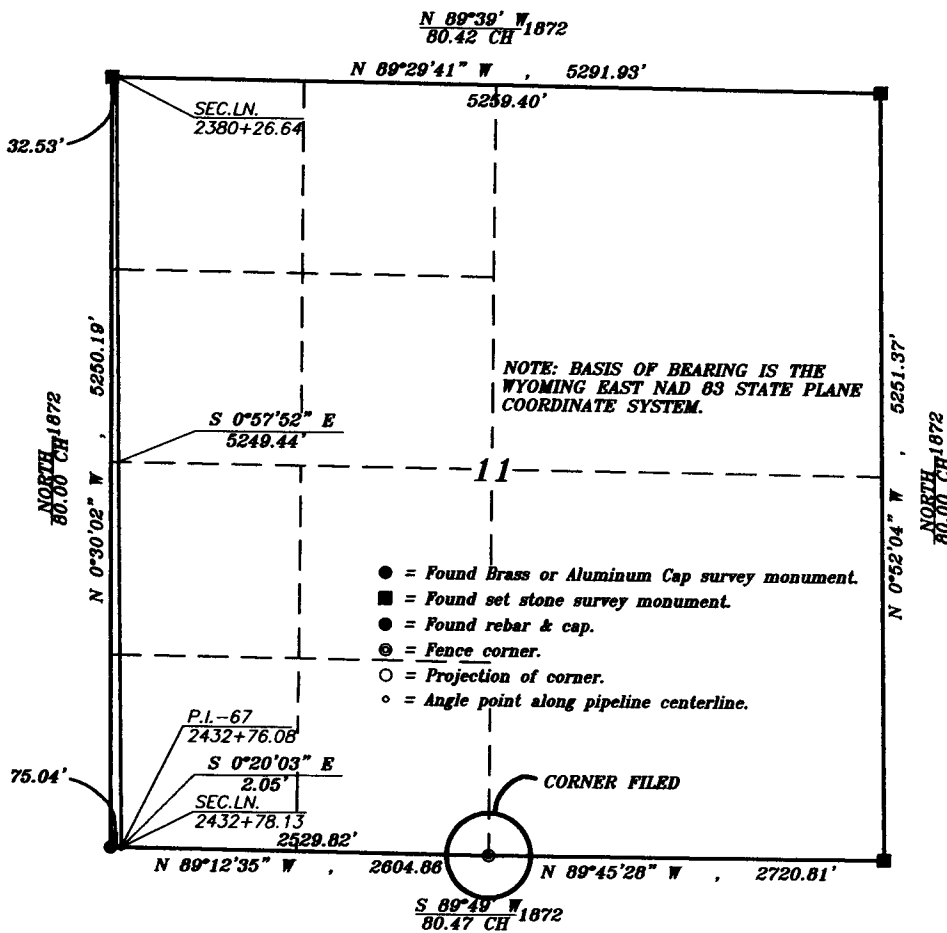 N 89°39' W
80.42 CH 1872
N 89°29'41" W , 5291.93'
5259.40'
SEC.LN.
2380+26.64
32.53'
NORTH
80.00 CH 1872
N 0°30'02" W , 5250.19'
S 0°57'52" E
5249.44'
NOTE: BASIS OF BEARING IS THE
WYOMING EAST NAD 83 STATE PLANE
COORDINATE SYSTEM.
11
N 0°52'04" W , 5251.37'
NORTH
80.00 CH 1872
= Found Brass or Aluminum Cap survey monument.
= Found set stone survey monument.
= Found rebar & cap.
= Fence corner.
= Projection of corner.
= Angle point along pipeline centerline.
P.I.-67
2432+76.08
S 0°20'03" E
2.05'
SEC.LN.
2432+78.13
75.04'
CORNER FILED
2529.82'
N 89°12'35" W , 2604.86
N 89°45'28" W , 2720.81'
S 89°49' W
80.47 CH 1872